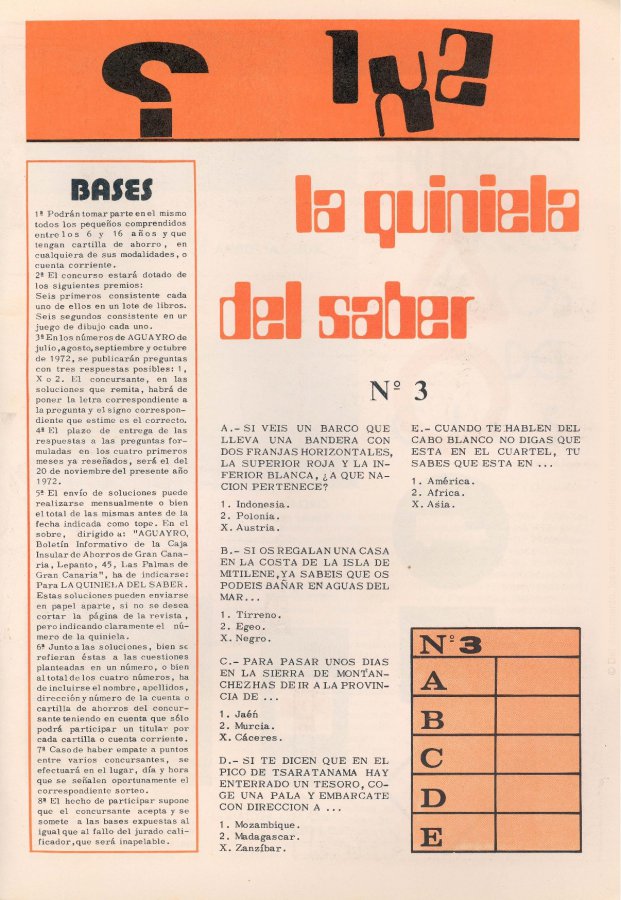 ?
1X2
la quiniela
del saber
Nº 3
BASES
1ª Podrán tomar parte en el mismo
todos los pequeños comprendidos
entre los 6 y 16 años y que
tengan cartilla de ahorro, en
cualquiera de sus modalidades, o
cuenta corriente.
2ª El concurso estará dotado de
los siguientes premios:
Seis primeros consistente cada
uno de ellos en un lote de libros.
Seis segundos consistente en ur
juego de dibujo cada uno.
3ª En los números de AGUAYRO de
julio, agosto, septiembre y octubre
de 1972, se publicarán preguntas
con tres respuestas posibles: 1,
X o 2. El concursante, en las
soluciones que remita, habrá de
poner la letra correspondiente a
la pregunta y el signo correspon-
diente que estime es el correcto.
4ª El plazo de entrega de las
respuestas a las preguntas for-
muladas en los cuatro primeros
meses ya reseñados, será el del
20 de noviembre del presente año
1972.
5ª El envío de soluciones puede
realizarse mensualmente o bien
el total de las mismas antes de la
fecha indicada como tope. En el
sobre, dirigido a: "AGUAYRO,
Boletín Informativo de la Caja
Insular de Ahorros de Gran Cana-
ria, Lepanto, 45, Las Palmas de
Gran Canaria", ha de indicarse:
Para LA QUINIELA DEL SABER.
Estas soluciones pueden enviarse
en papel aparte, si no se desea
cortar la página de la revista,
pero indicando claramente el nú-
mero de la quiniela.
6ª Junto a las soluciones, bien se
refieran éstas a las cuestiones
planteadas en un número, o bien
al total de los cuatro números, ha
de incluirse el nombre, apellidos,
dirección y número de la cuenta o
cartilla de ahorros del concur-
sante teniendo en cuenta que sólo
podrá participar un titular por
cada cartilla o cuenta corriente.
7ª Caso de haber empate a puntos
entre varios concursantes, se
efectuará en el lugar, día y hora
que se señalen oportunamente el
correspondiente sorteo.
8ª El hecho de participar supone
que el concursante acepta y se
somete a las bases expuestas al
igual que al fallo del jurado cali-
ficador, que será inapelable.
A.- SI VEIS UN BARCO QUE
LLEVA UNA BANDERA CON
DOS FRANJAS HORIZONTALES,
LA SUPERIOR ROJA Y LA IN-
FERIOR BLANCA, ¿A QUE NA-
CION PERTENECE?
1. Indonesia.
2. Polonia.
X. Austria.
B.- SI OS REGALAN UNA CASA
EN LA COSTA DE LA ISLA DE
MITILENE, YA SABEIS QUE OS
PODEIS BAÑAR EN AGUAS DEL
MAR...
1. Tirreno.
2. Egeo.
X. Negro.
C.- PARA PASAR UNOS DIAS
EN LA SIERRA DE MONTAN-
CHEZ HAS DE IR A LA PROVIN-
CIA DE ...
1. Jaén
2. Murcia.
X. Cáceres.
D.- SI TE DICEN QUE EN EL
PICO DE TSARATANAMA HAY
ENTERRADO UN TESORO, CO-
GE UNA PALA Y EMBARCATE
CON DIRECCION A ...
1. Mozambique.
2. Madagascar.
X. Zanzíbar.
E.- CUANDO TE HABLEN DEL
CABO BLANCO NO DIGAS QUE
ESTA EN EL CUARTEL, TU
SABES QUE ESTA EN ...
1. América.
2. Africa.
X. Asia.
Nº 3
A
B
C
D
E